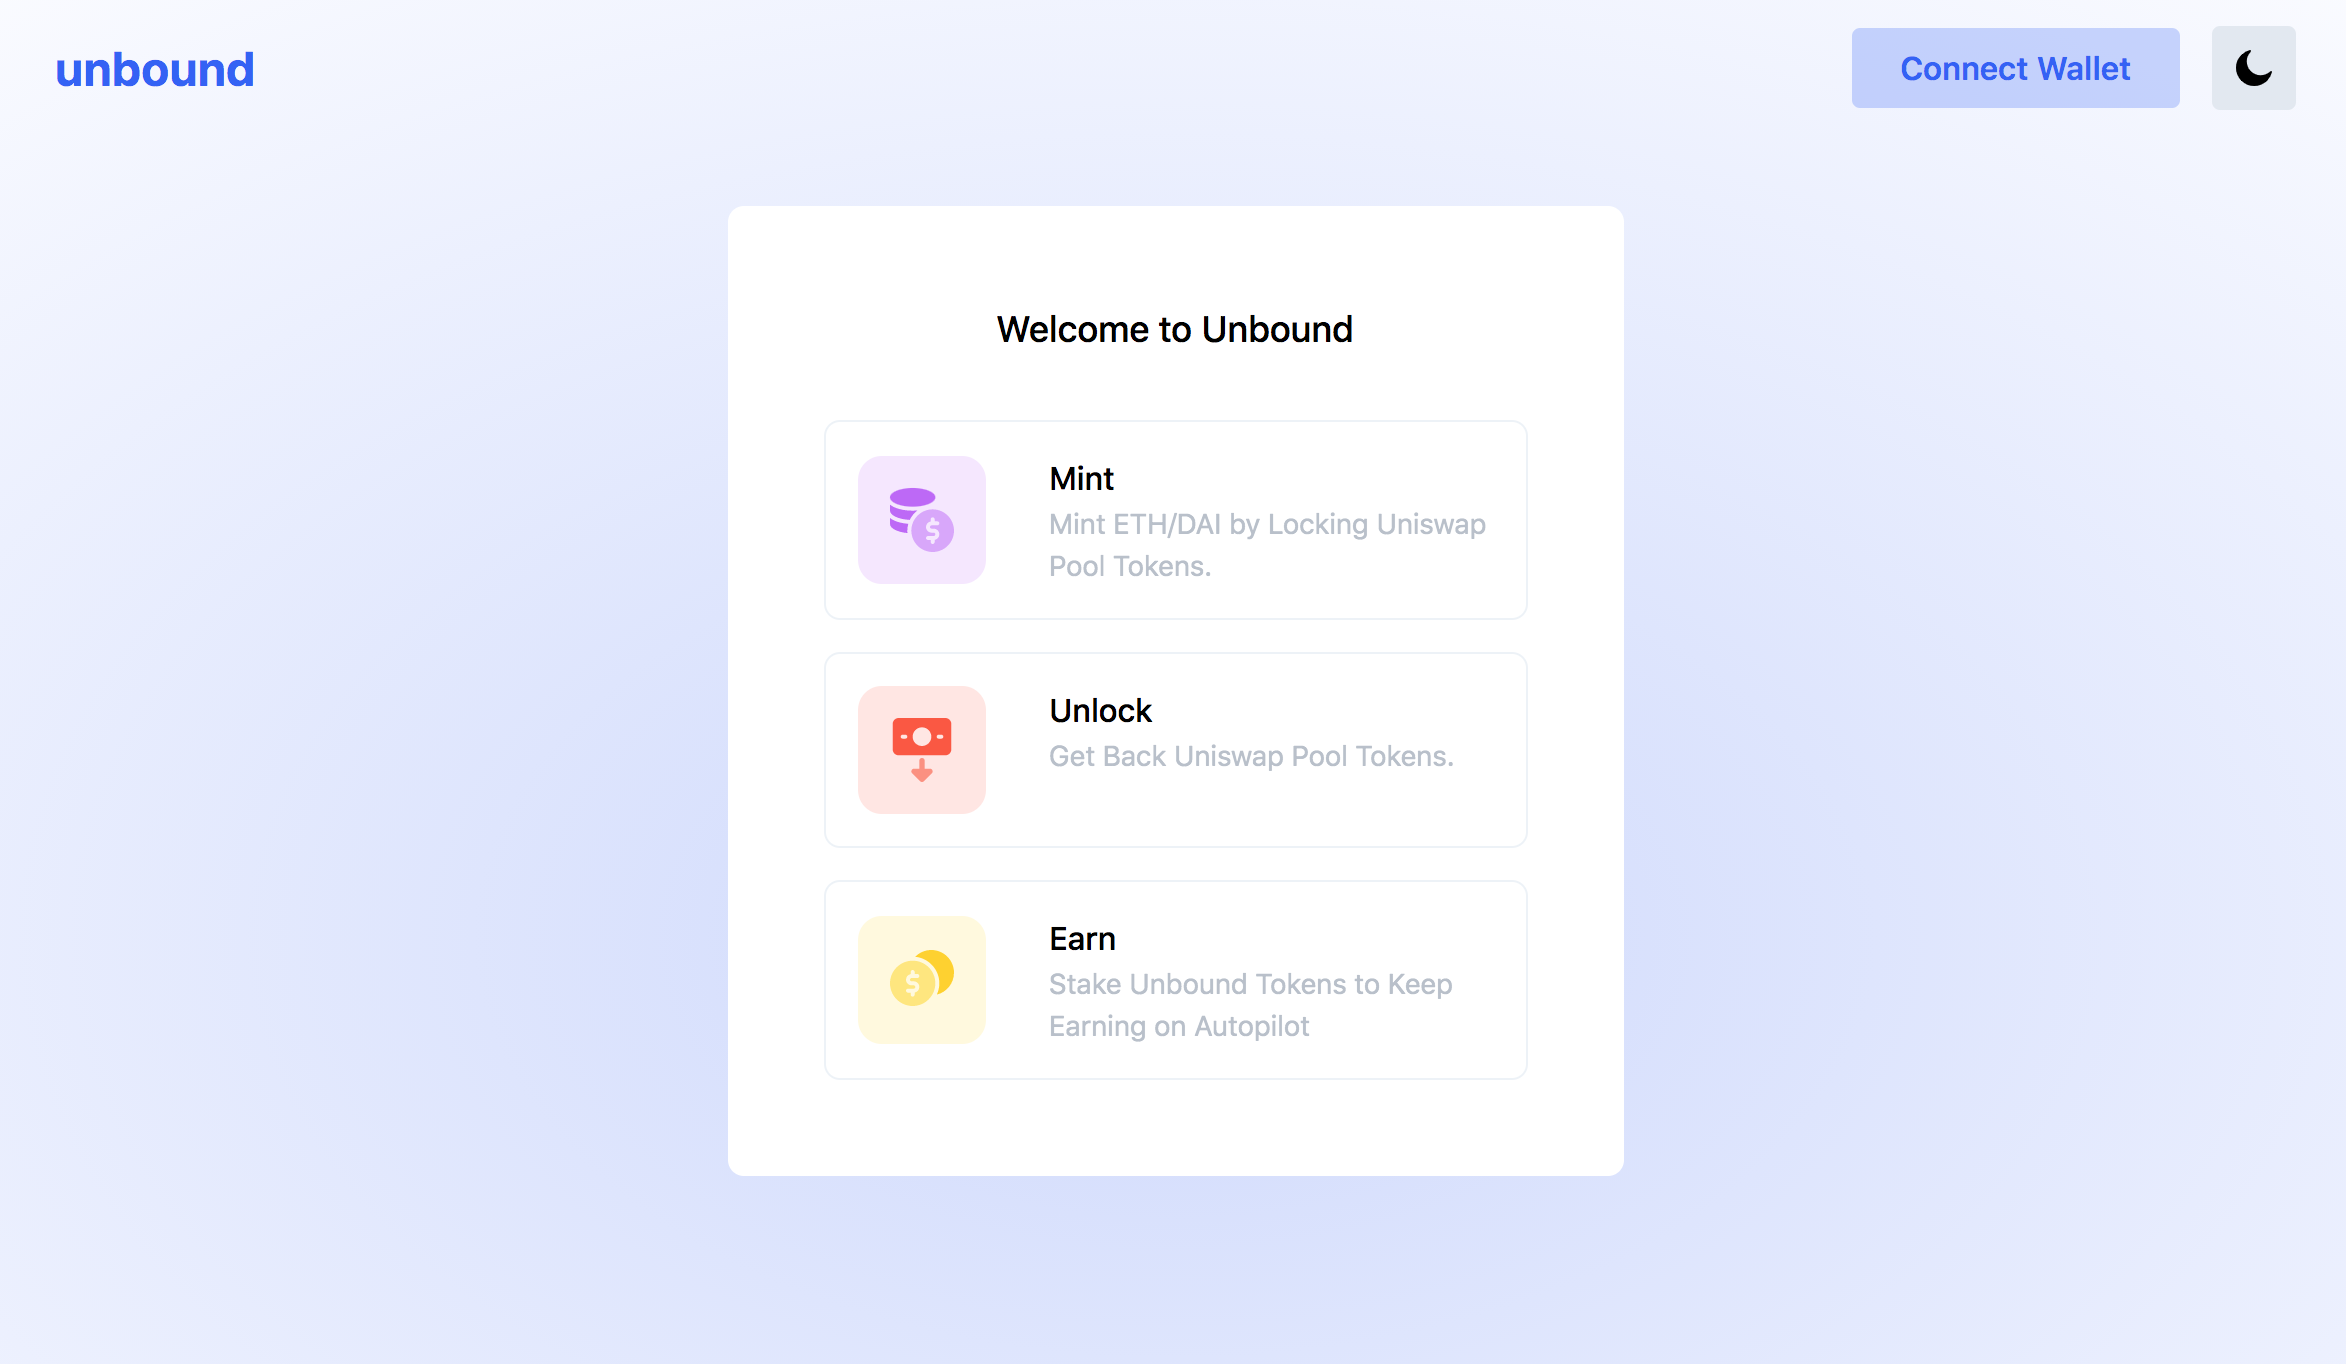 unbound
Connect Wallet
Welcome to Unbound
Mint
Mint ETH/DAI by Locking Uniswap
Pool Tokens.
Unlock
Get Back Uniswap Pool Tokens.
Earn
Stake Unbound Tokens to Keep
Earning on Autopilot